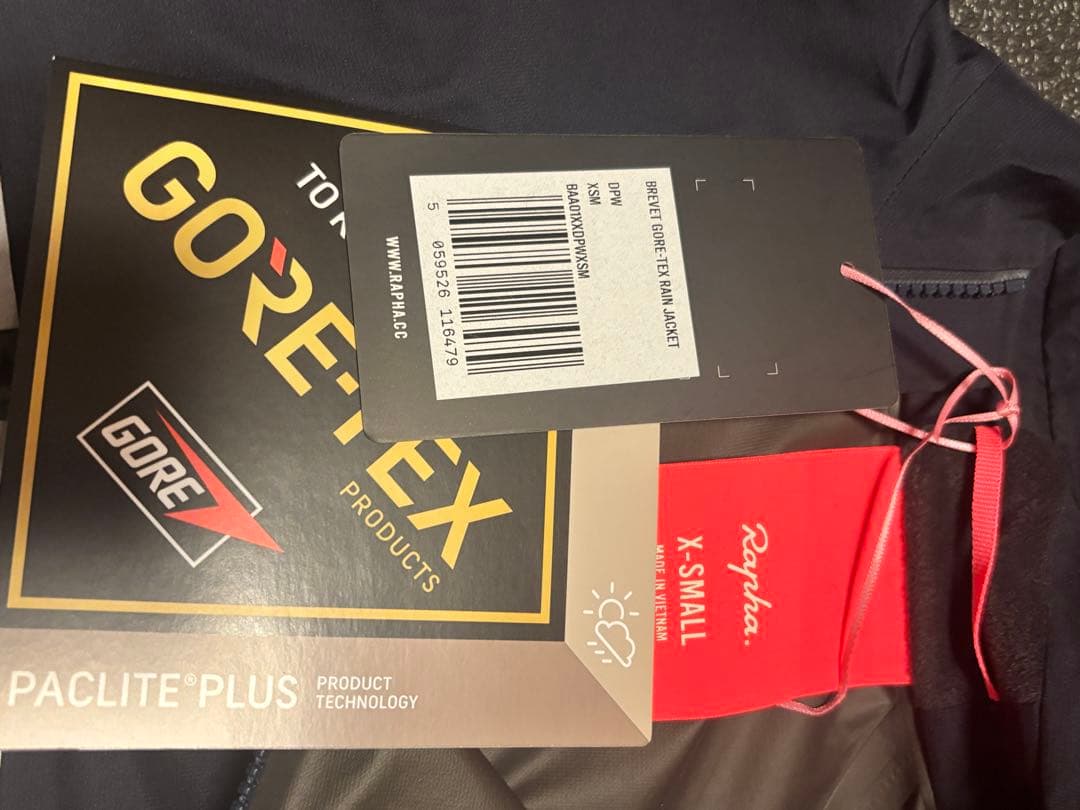 BREVET GORE-TEX RAIN JACKET
DPW
XSM
BAA01XXDPWXSM
5 059526 116479
WWW.RAPHA.CC
TO
GORE-TEX
PRODUCTS
GORE
PACLITE® PLUS
PRODUCT
TECHNOLOGY
Rapha.
X-SMALL
MADE IN VIETNAM